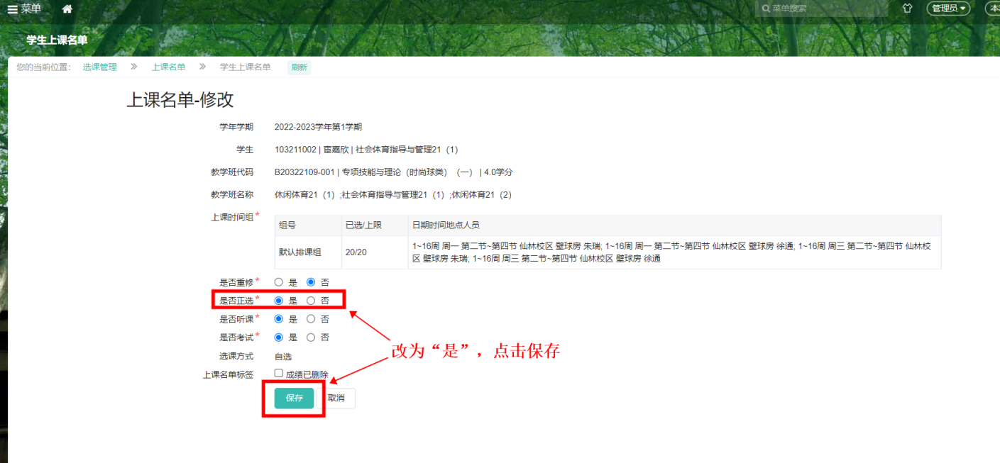 菜单
菜单搜索
管理员
学生上课名单
您的当前位置： 选课管理 » 上课名单 » 学生上课名单 刷新
上课名单-修改
学年学期 2022-2023学年第1学期
学生 103211002 | 宦嘉欣 | 社会体育指导与管理21（1）
教学班代码 B20322109-001 | 专项技能与理论（时尚球类）（一） | 4.0学分
教学班名称 休闲体育21（1）;社会体育指导与管理21（1）;休闲体育21（2）
上课时间组*
组号 已选/上限 日期时间地点人员
默认排课组 20/20 1~16周 周一 第二节~第四节 仙林校区 壁球房 朱瑞; 1~16周 周一 第二节~第四节 仙林校区 壁球房 徐通; 1~16周 周三 第二节~第四节 仙林校
区 壁球房 朱瑞; 1~16周 周三 第二节~第四节 仙林校区 壁球房 徐通
是否重修* 是 否
是否正选* 是 否
是否听课* 是 否
是否考试* 是 否
改为“是”，点击保存
选课方式 自选
上课名单标签 成绩已删除
保存 取消